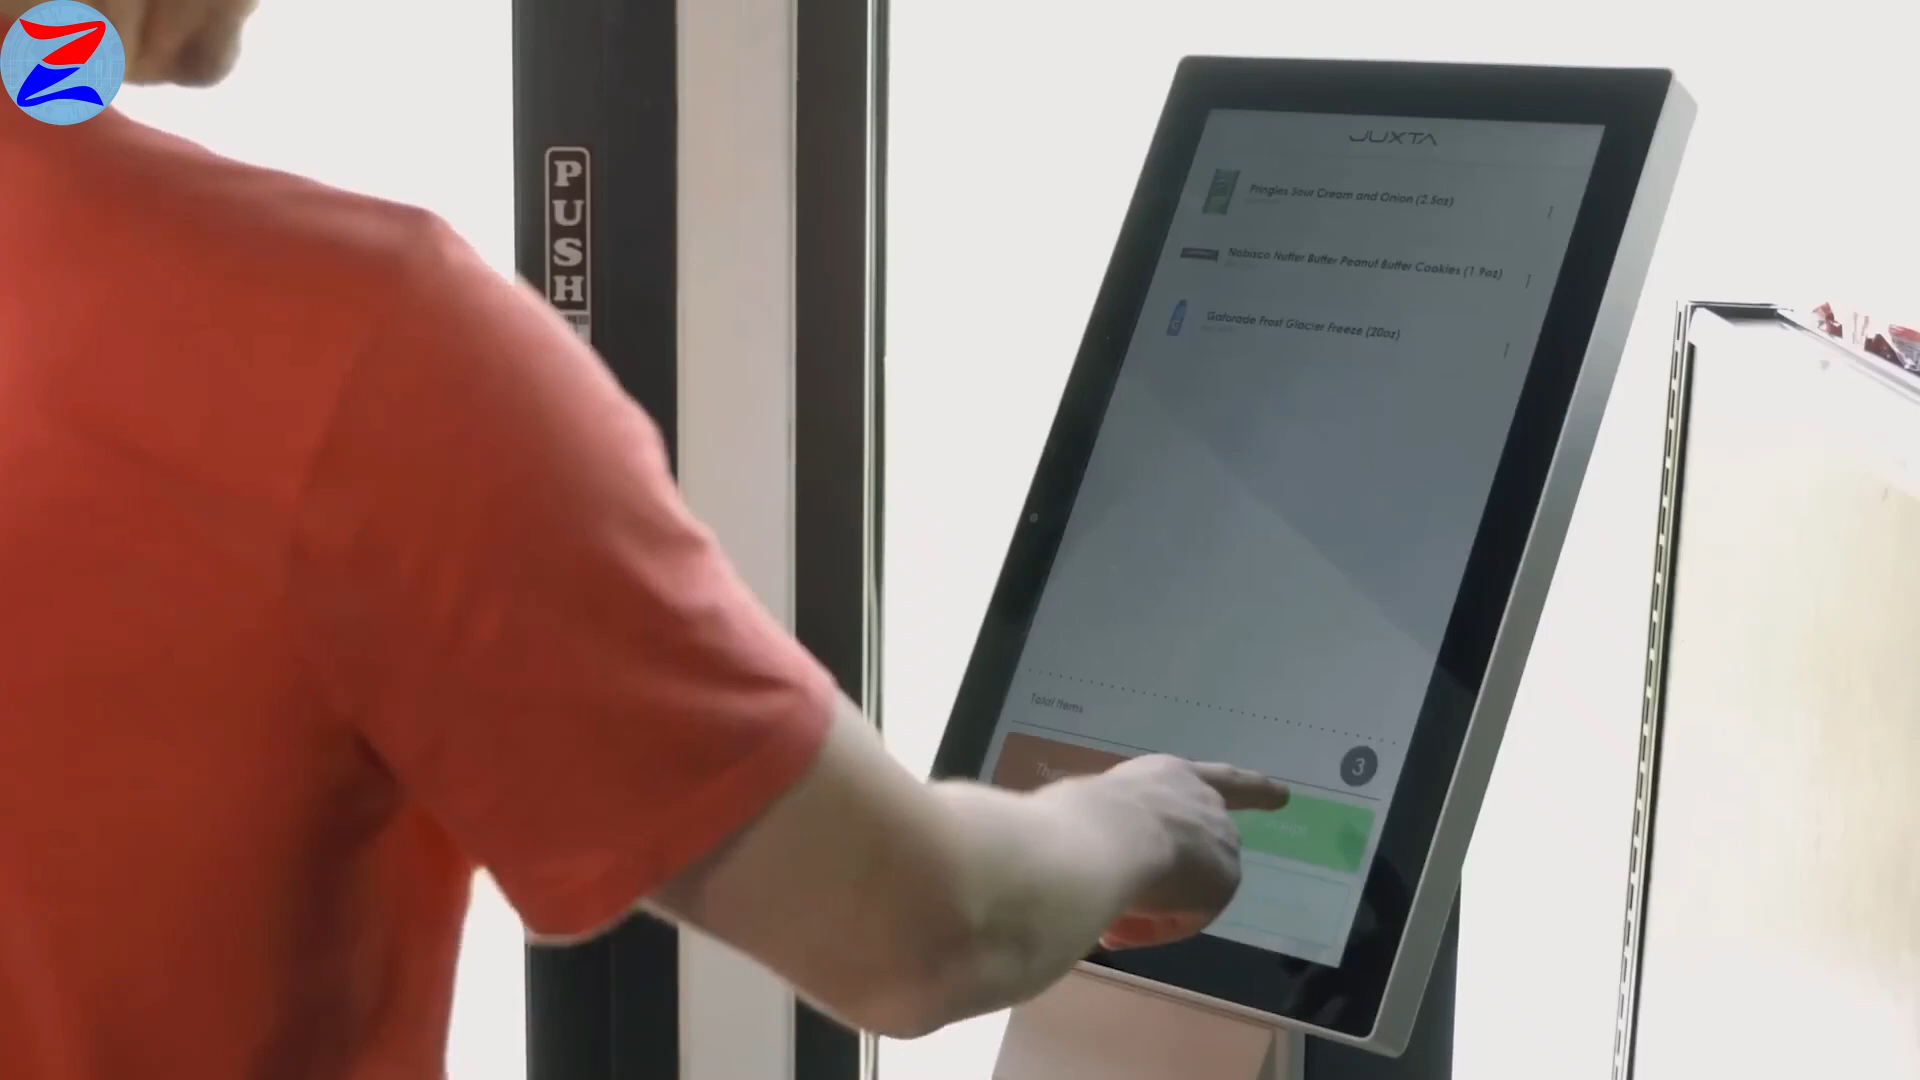 PUSH
JUXTA
Pringles Sour Cream and Onion (2.5oz)
Nabisco Nutter Butter Peanut Butter Cookies (1.9oz)
Gatorade Frost Glacier Freeze (20oz)
Total Items
3